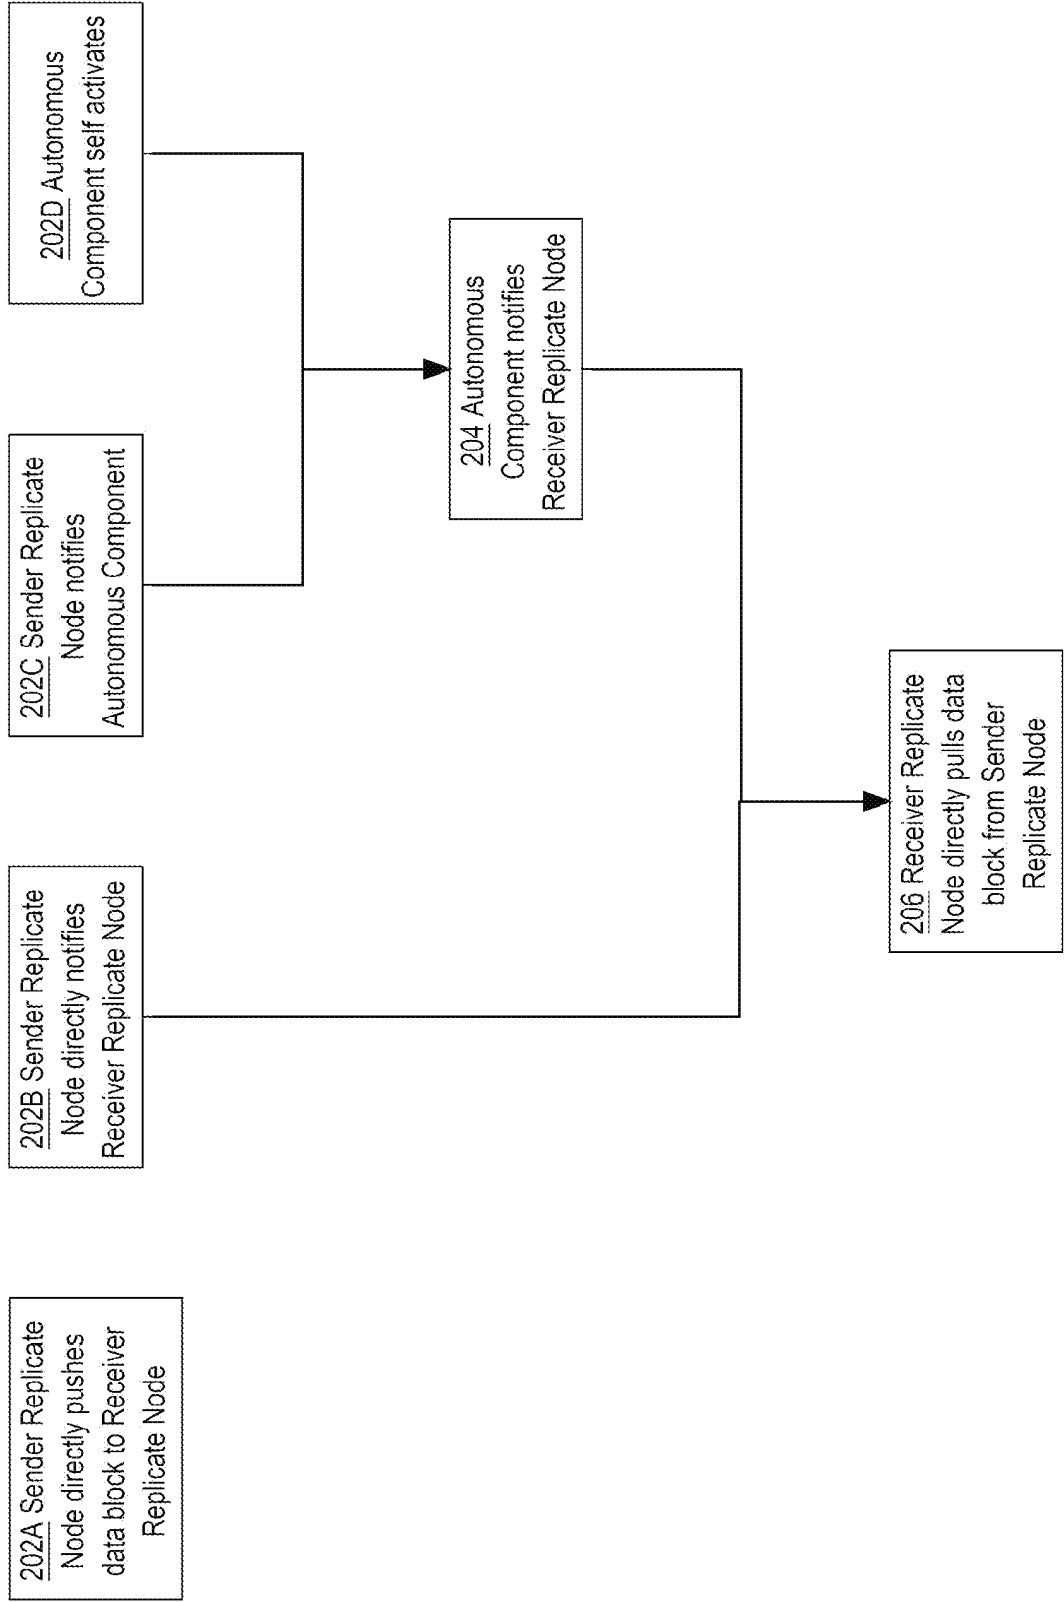 202A Sender Replicate
Node directly pushes
data block to Receiver
Replicate Node
202B Sender Replicate
Node directly notifies
Receiver Replicate Node
202C Sender Replicate
Node notifies
Autonomous Component
202D Autonomous
Component self activates
204 Autonomous
Component notifies
Receiver Replicate Node
206 Receiver Replicate
Node directly pulls data
block from Sender
Replicate Node